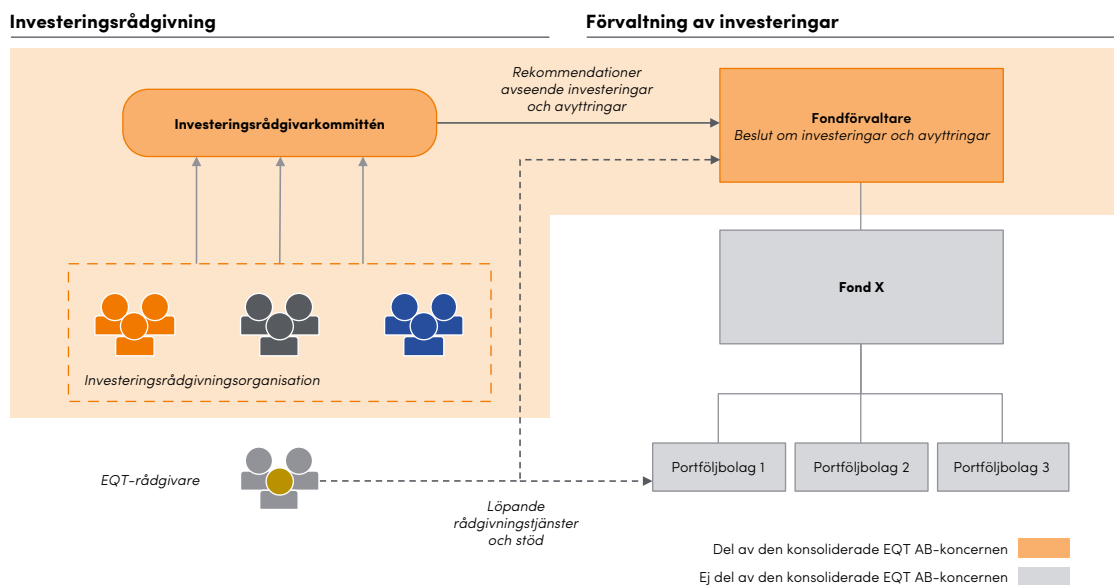 Investeringsrådgivning
Förvaltning av investeringar
Rekommendationer
avseende investeringar
och avyttringar
Investeringsrådgivarkommittén
Fondförvaltare
Beslut om investeringar och avyttringar
Fond X
Investeringsrådgivningsorganisation
EQT-rådgivare
Portföljbolag 1
Portföljbolag 2
Portföljbolag 3
Löpande
rådgivningstjänster
och stöd
Del av den konsoliderade EQT AB-koncernen
Ej del av den konsoliderade EQT AB-koncernen